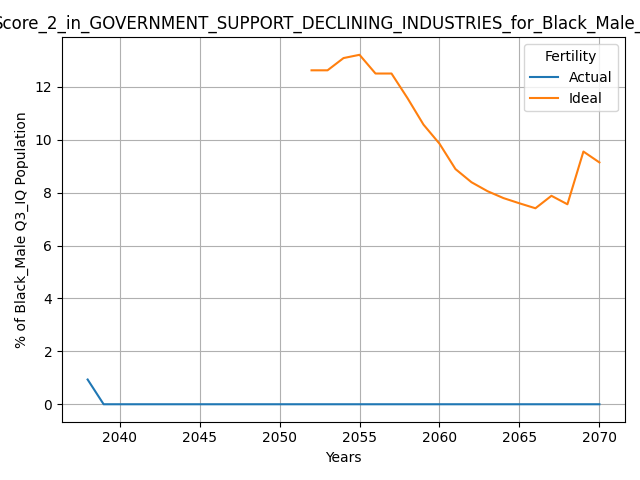 Score_2_in_GOVERNMENT_SUPPORT_DECLINING_INDUSTRIES_for_Black_Male_
Fertility
Actual
Ideal
12
10
8
6
4
2
0
% of Black_Male Q3_IQ Population
2040 2045 2050 2055 2060 2065 2070
Years